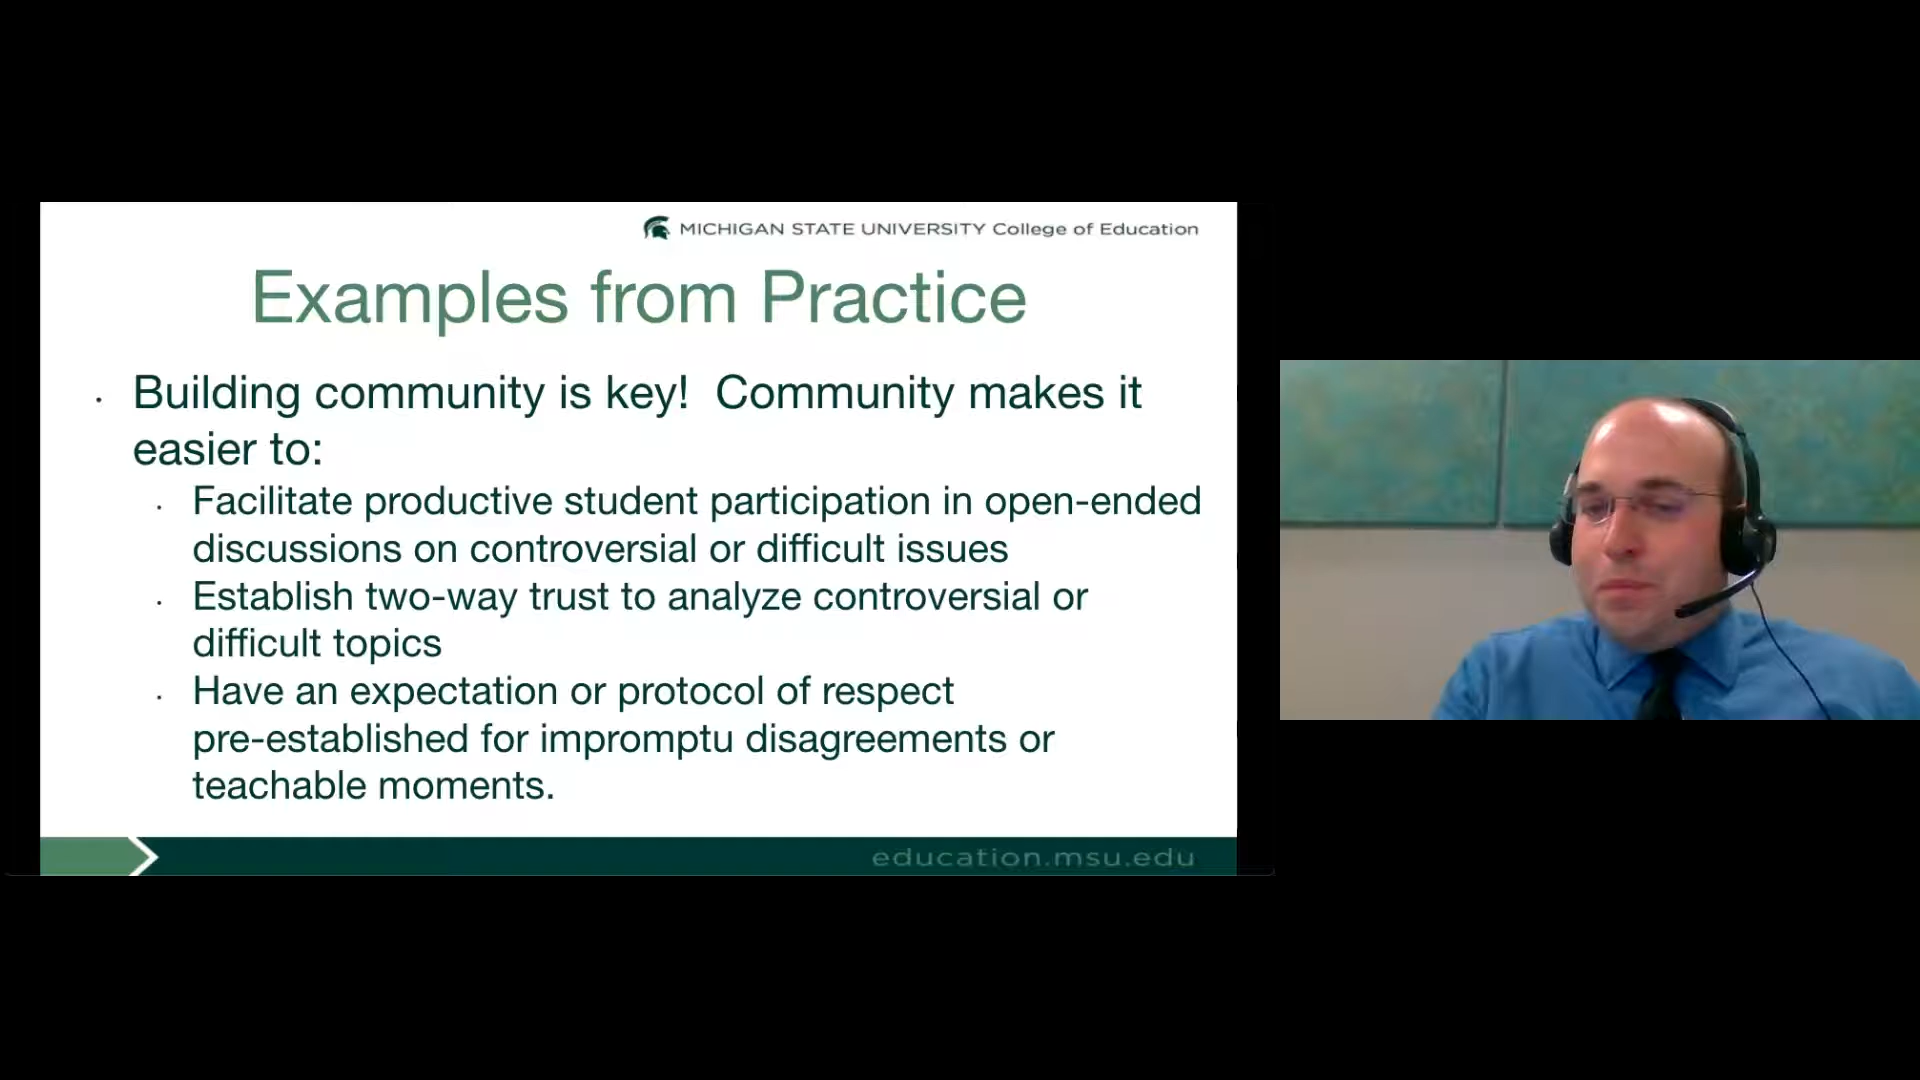 MICHIGAN STATE UNIVERSITY College of Education
Examples from Practice
· Building community is key!  Community makes it
easier to:
· Facilitate productive student participation in open-ended
discussions on controversial or difficult issues
· Establish two-way trust to analyze controversial or
difficult topics
· Have an expectation or protocol of respect
pre-established for impromptu disagreements or
teachable moments.
education.msu.edu